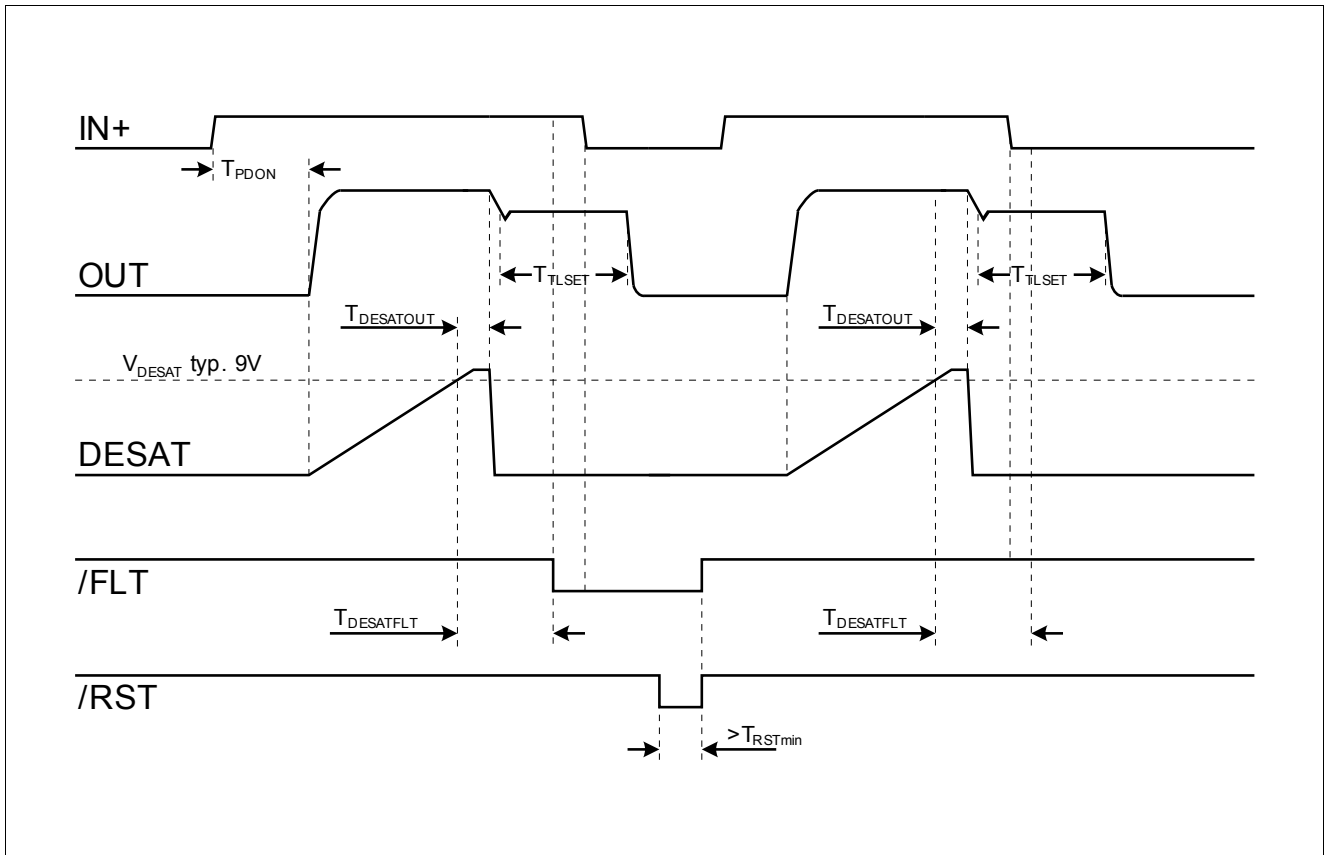 IN+
TPDON
OUT
TTLSET
TTLSET
TDESATOUT
TDESATOUT
VDESAT typ. 9V
DESAT
/FLT
TDESATFLT
TDESATFLT
/RST
>TRSTmin